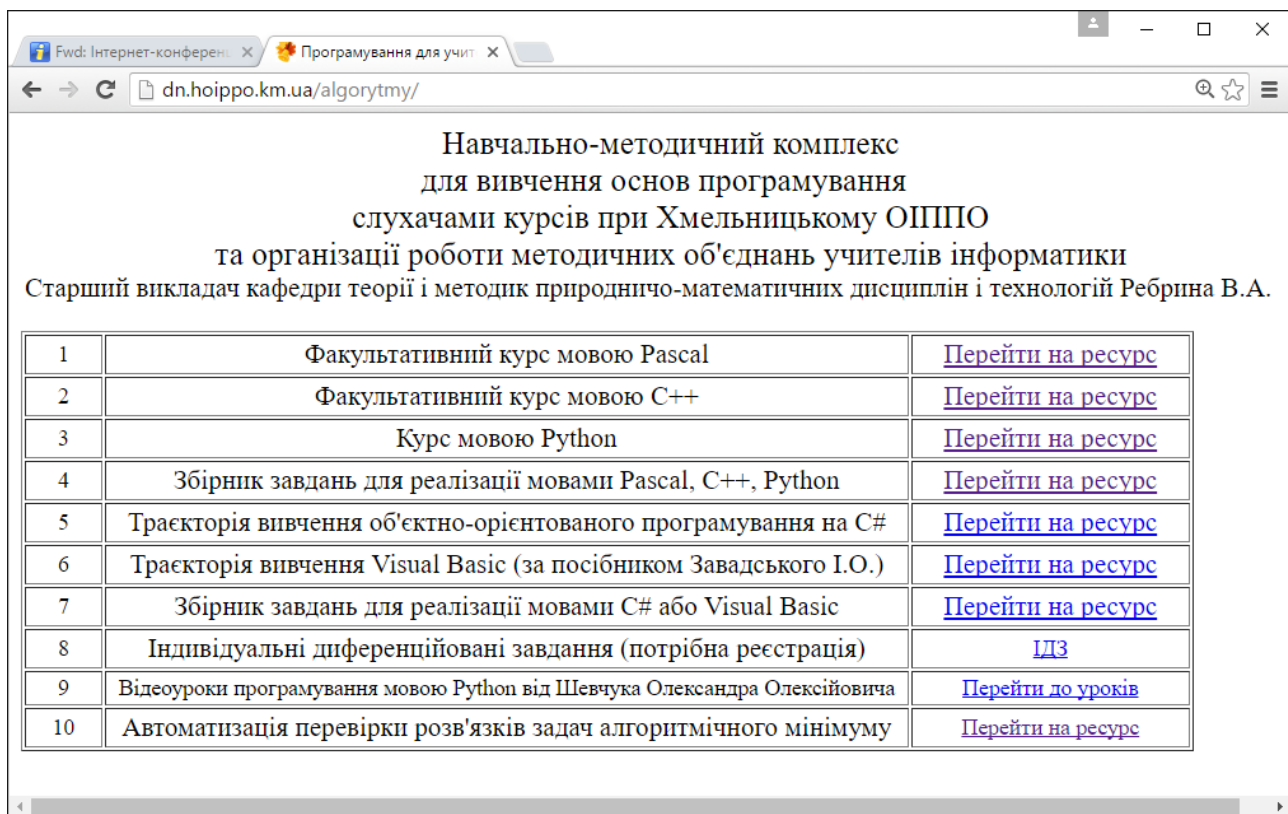 Fwd: Інтернет-конферен
Програмування для учит
dn.hoippo.km.ua/algorytmy/
Навчально-методичний комплекс
для вивчення основ програмування
слухачами курсів при Хмельницькому ОІППО
та організації роботи методичних об'єднань учителів інформатики
Старший викладач кафедри теорії і методик природничо-математичних дисциплін і технологій Ребрина В.А.
1 Факультативний курс мовою Pascal Перейти на ресурс
2 Факультативний курс мовою C++ Перейти на ресурс
3 Курс мовою Python Перейти на ресурс
4 Збірник завдань для реалізації мовами Pascal, C++, Python Перейти на ресурс
5 Траєкторія вивчення об'єктно-орієнтованого програмування на C# Перейти на ресурс
6 Траєкторія вивчення Visual Basic (за посібником Завадського І.О.) Перейти на ресурс
7 Збірник завдань для реалізації мовами C# або Visual Basic Перейти на ресурс
8 Індивідуальні диференційовані завдання (потрібна реєстрація) ІДЗ
9 Відеоуроки програмування мовою Python від Шевчука Олександра Олексійовича Перейти до уроків
10 Автоматизація перевірки розв'язків задач алгоритмічного мінімуму Перейти на ресурс